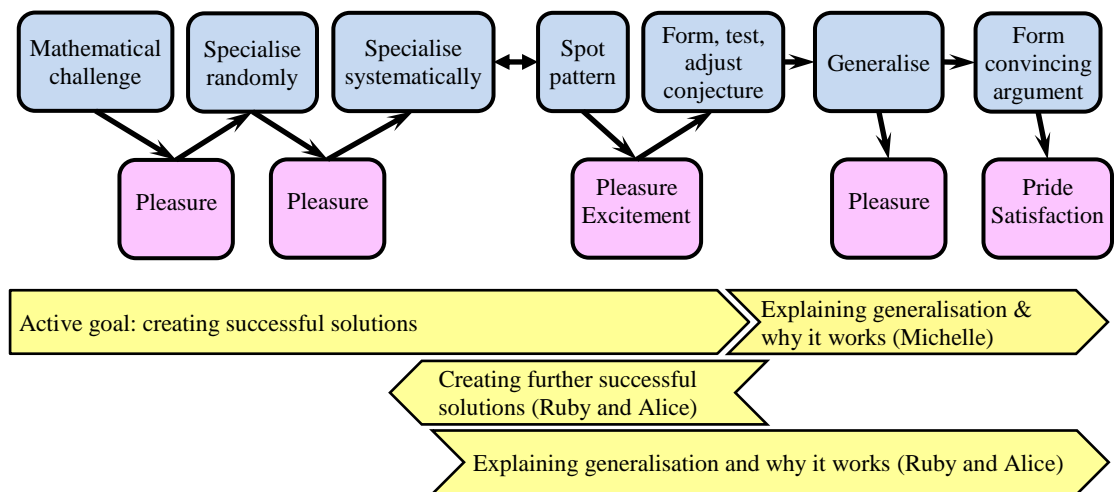 Mathematical
challenge
Specialise
randomly
Specialise
systematically
Spot
pattern
Form, test,
adjust
conjecture
Generalise
Form
convincing
argument
Pleasure
Pleasure
Pleasure
Excitement
Pleasure
Pride
Satisfaction
Active goal: creating successful solutions
Explaining generalisation &
why it works (Michelle)
Creating further successful
solutions (Ruby and Alice)
Explaining generalisation and why it works (Ruby and Alice)